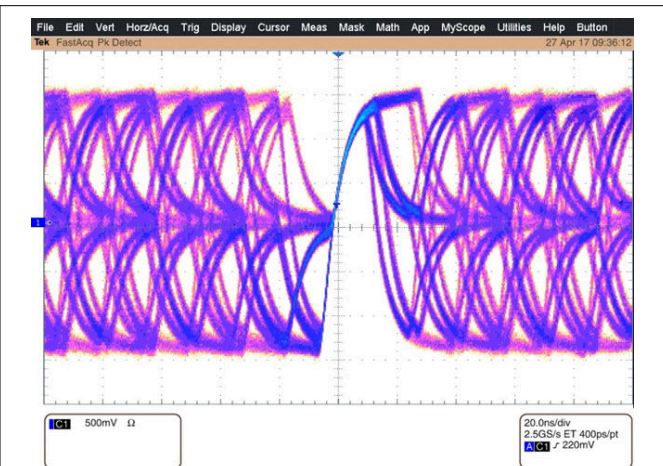 File Edit Vert Horz/Acq Trig Display Cursor Meas Mask Math App MyScope Utilities Help Button
Tek FastAcq Pk Detect 27 Apr 17 09:36:12
1
C1 500mV Ω
20.0ns/div
2.5GS/s ET 400ps/pt
A C1 ƒ 220mV